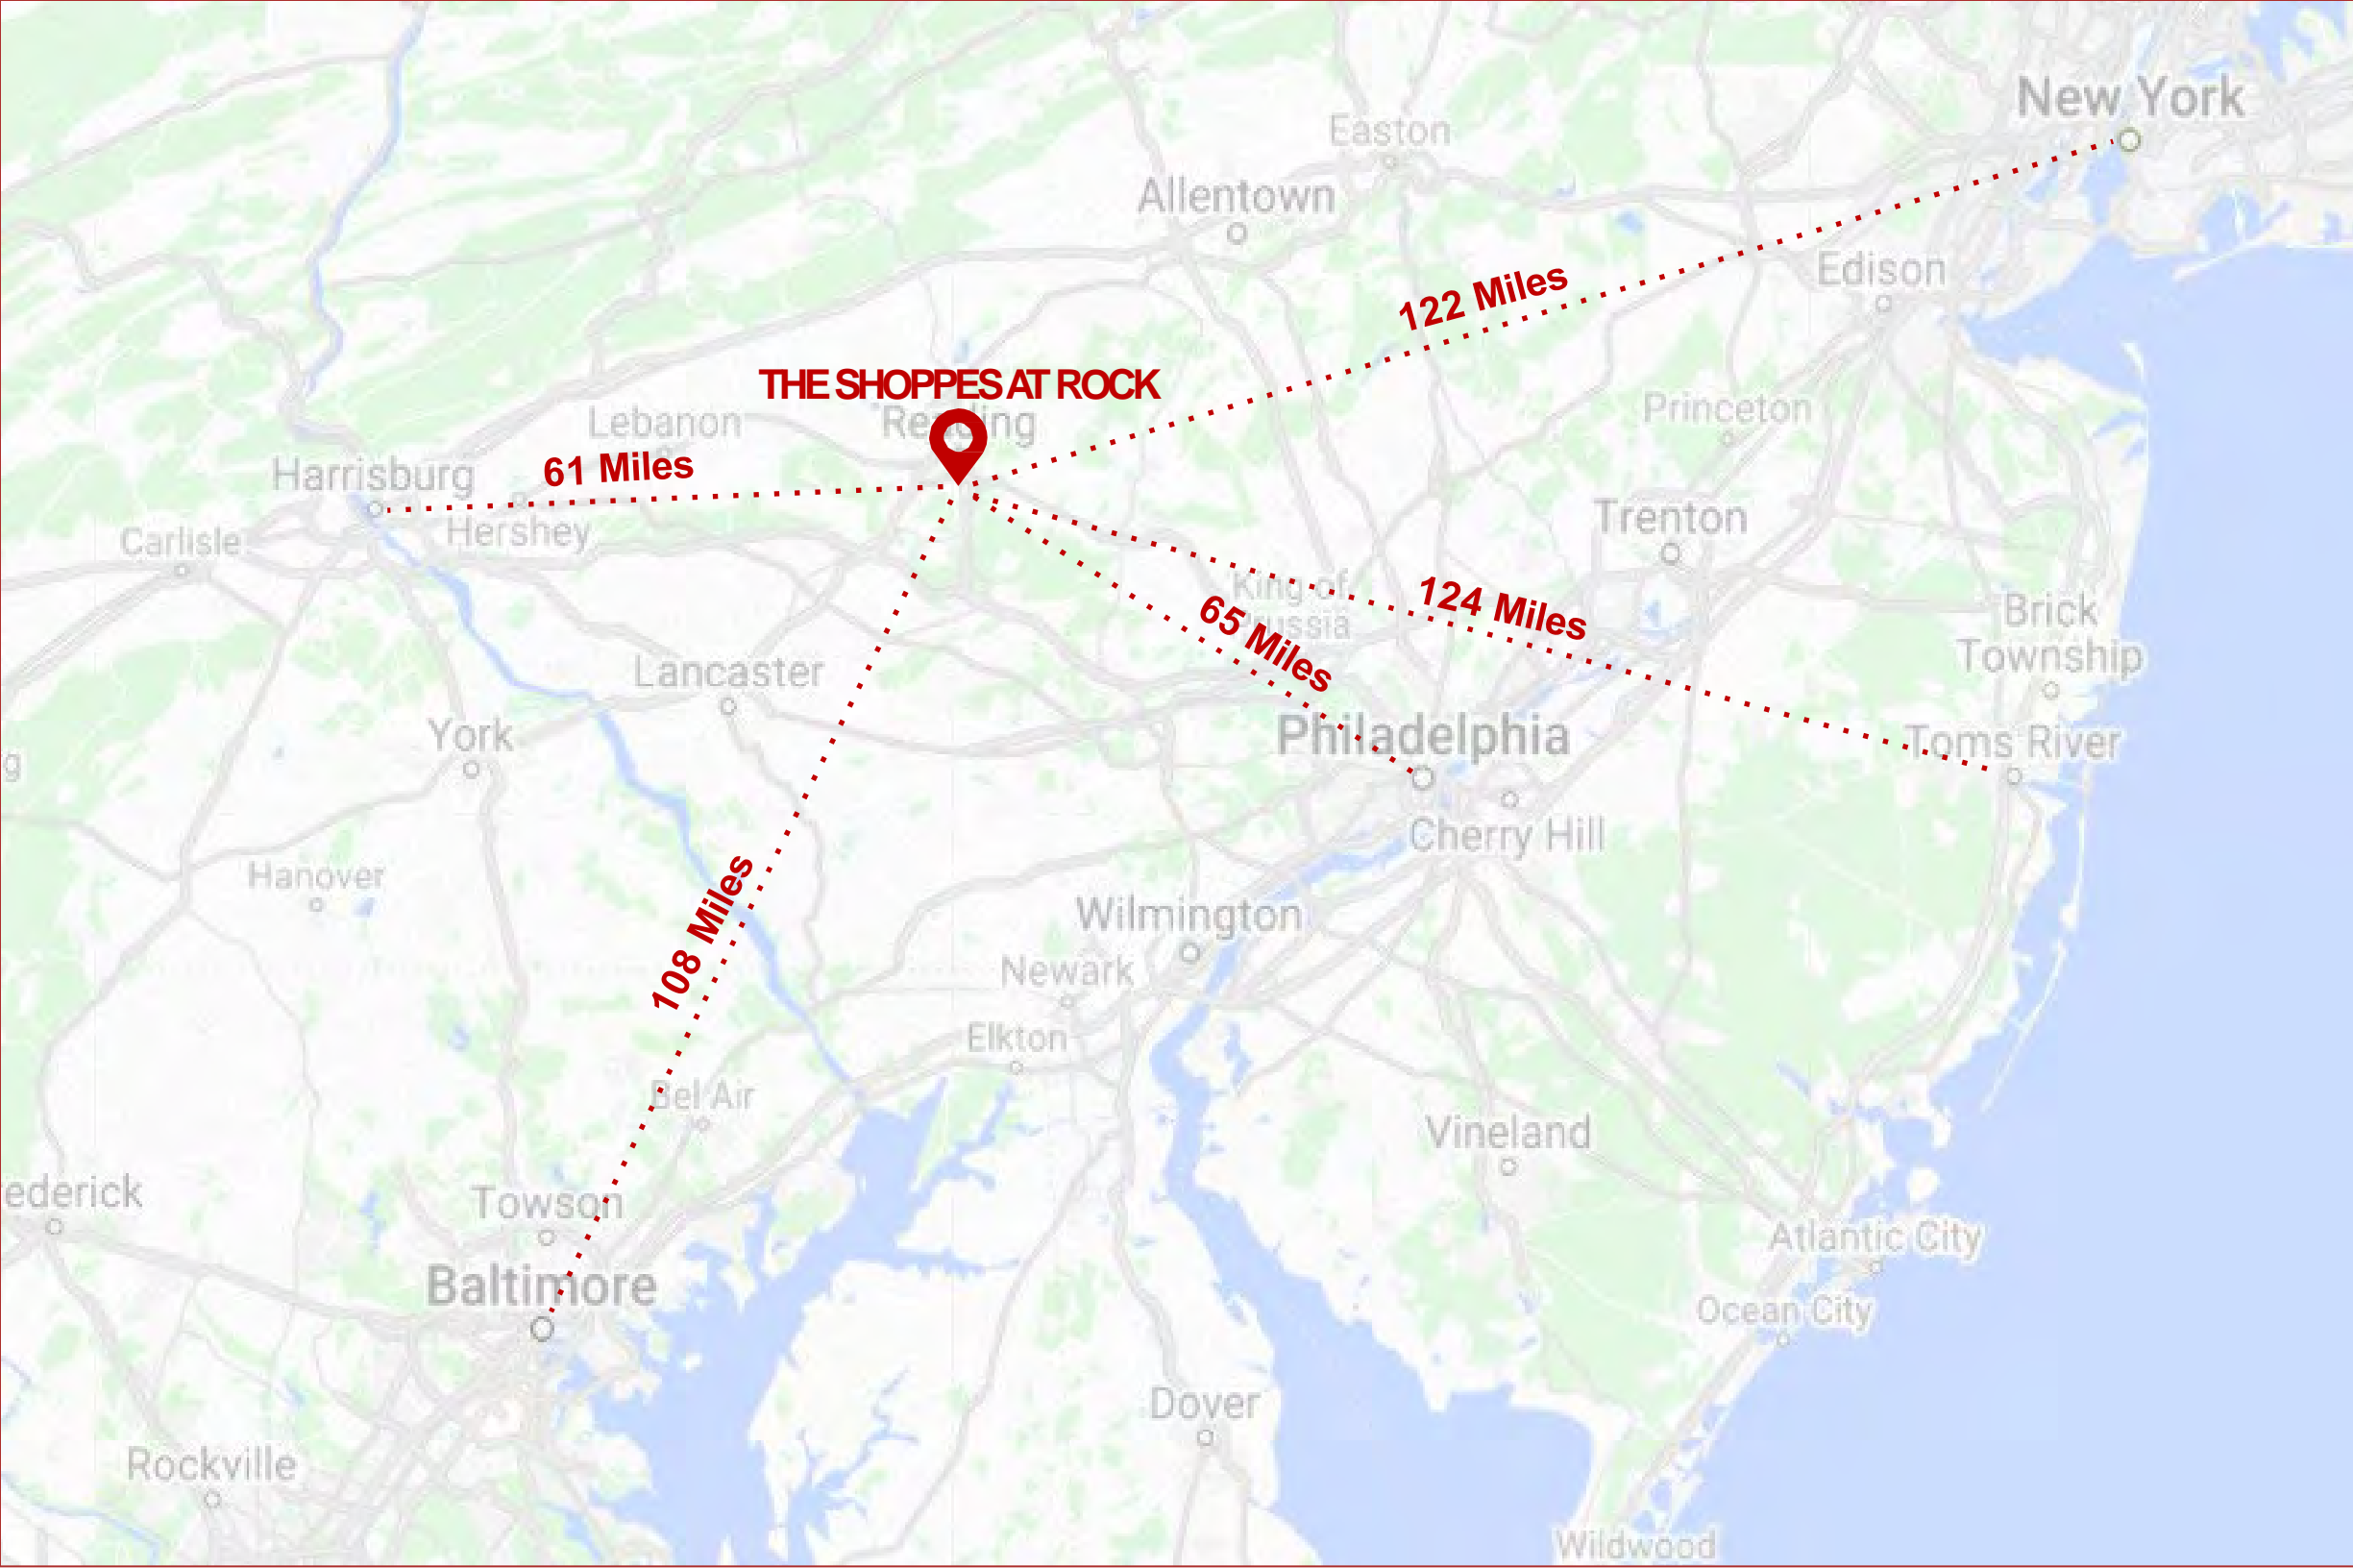 New York
Easton
Allentown
Edison
122 Miles
THE SHOPPES AT ROCK
Reading
Lebanon
Princeton
61 Miles
Harrisburg
Hershey
Carlisle
Trenton
King of
Prussia
124 Miles
65 Miles
Brick
Township
Lancaster
York
Philadelphia
Toms River
g
Cherry Hill
Hanover
108 Miles
Wilmington
Newark
Elkton
Bel Air
Vineland
ederick
Towson
Atlantic City
Baltimore
Ocean City
Dover
Rockville
Wildwood